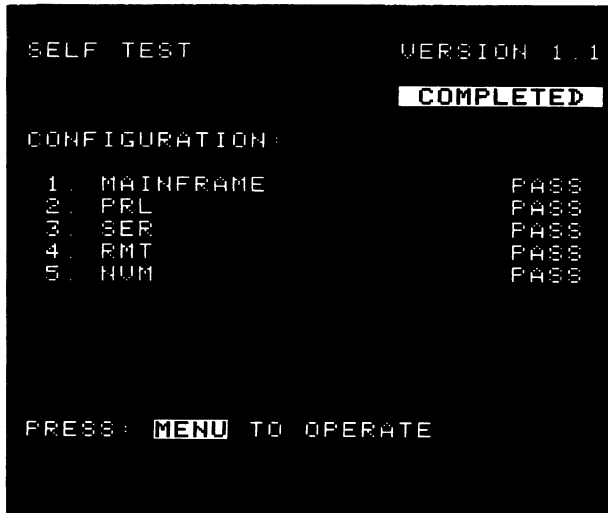 SELF TEST VERSION 1.1
COMPLETED
CONFIGURATION:
1. MAINFRAME PASS
2. PRL PASS
3. SER PASS
4. RMT PASS
5. NUM PASS
PRESS: MENU TO OPERATE